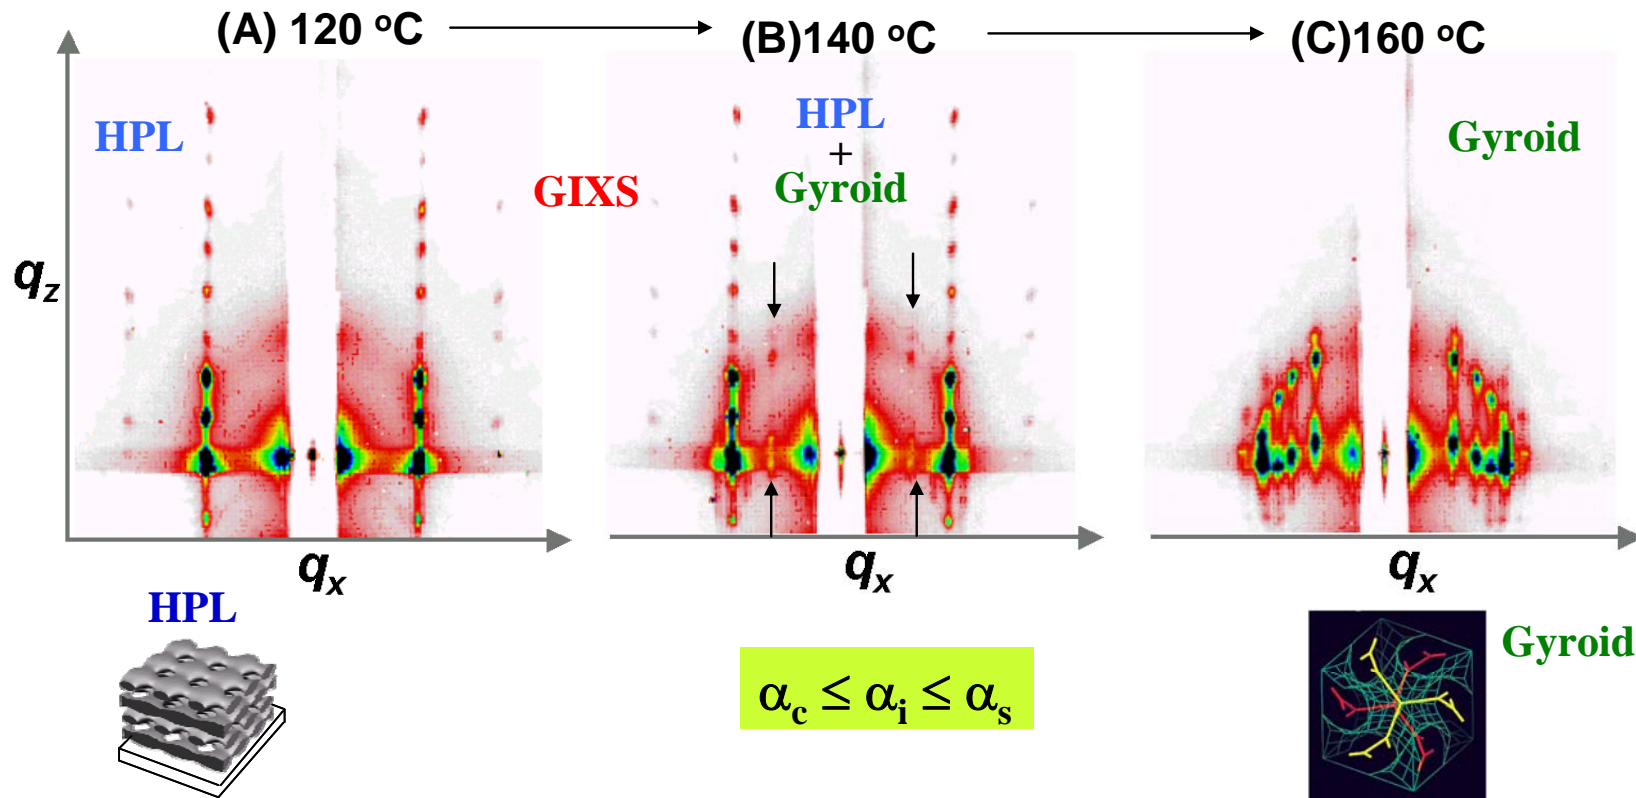 (A) 120 °C
(B)140 °C
(C)160 °C
HPL
HPL
+
Gyroid
Gyroid
GIXS
qz
qx
qx
qx
HPL
αc ≤ αi ≤ αs
Gyroid